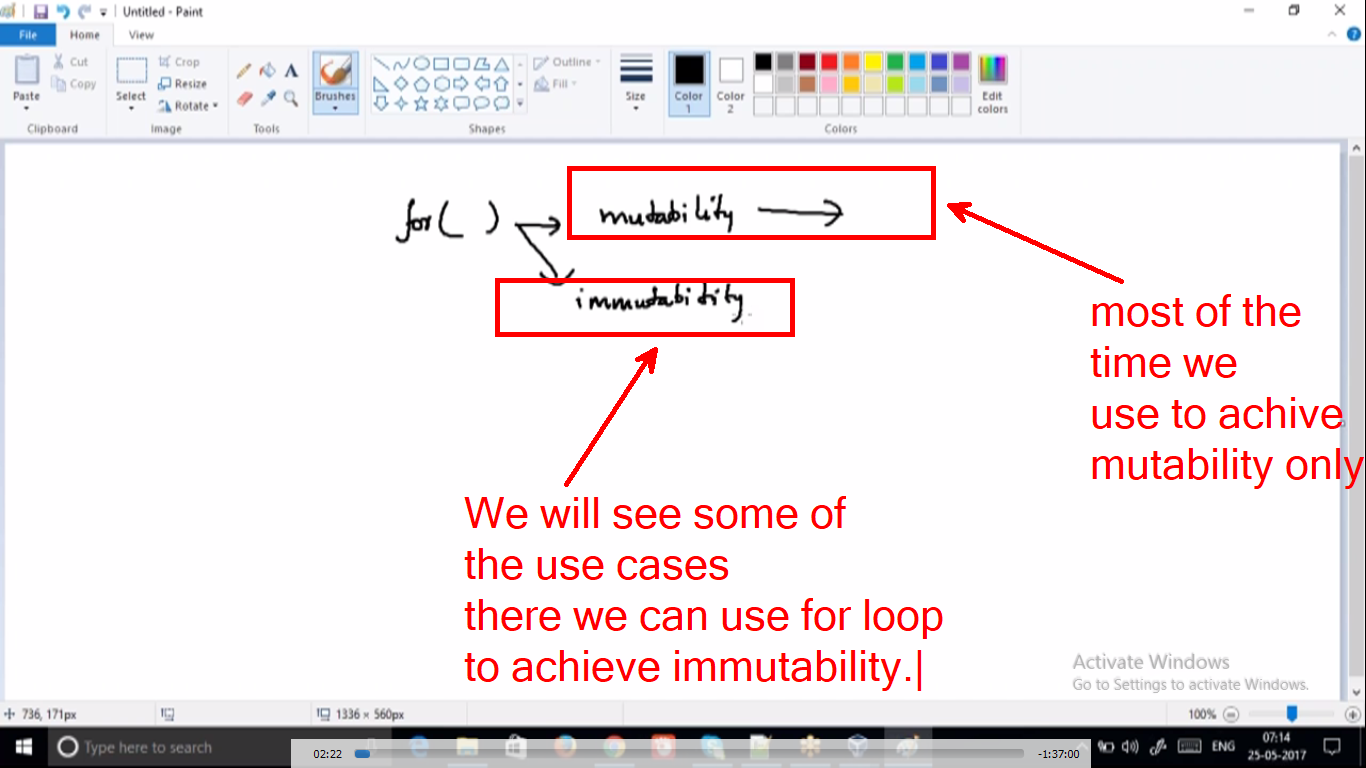 Untitled - Paint
File Home View
Cut
Copy
Paste
Clipboard
Crop
Resize
Rotate
Select
Image
Tools
Brushes
Outline
Fill
Shapes
Size
Color 1
Color 2
Edit colors
Colors
for( ) mutability
immutability
most of the
time we
use to achive
mutability only
We will see some of
the use cases
there we can use for loop
to achieve immutability.
Activate Windows
Go to Settings to activate Windows.
736, 171px
1336 × 560px
100%
Type here to search
02:22
-1:37:00
ENG
07:14
25-05-2017